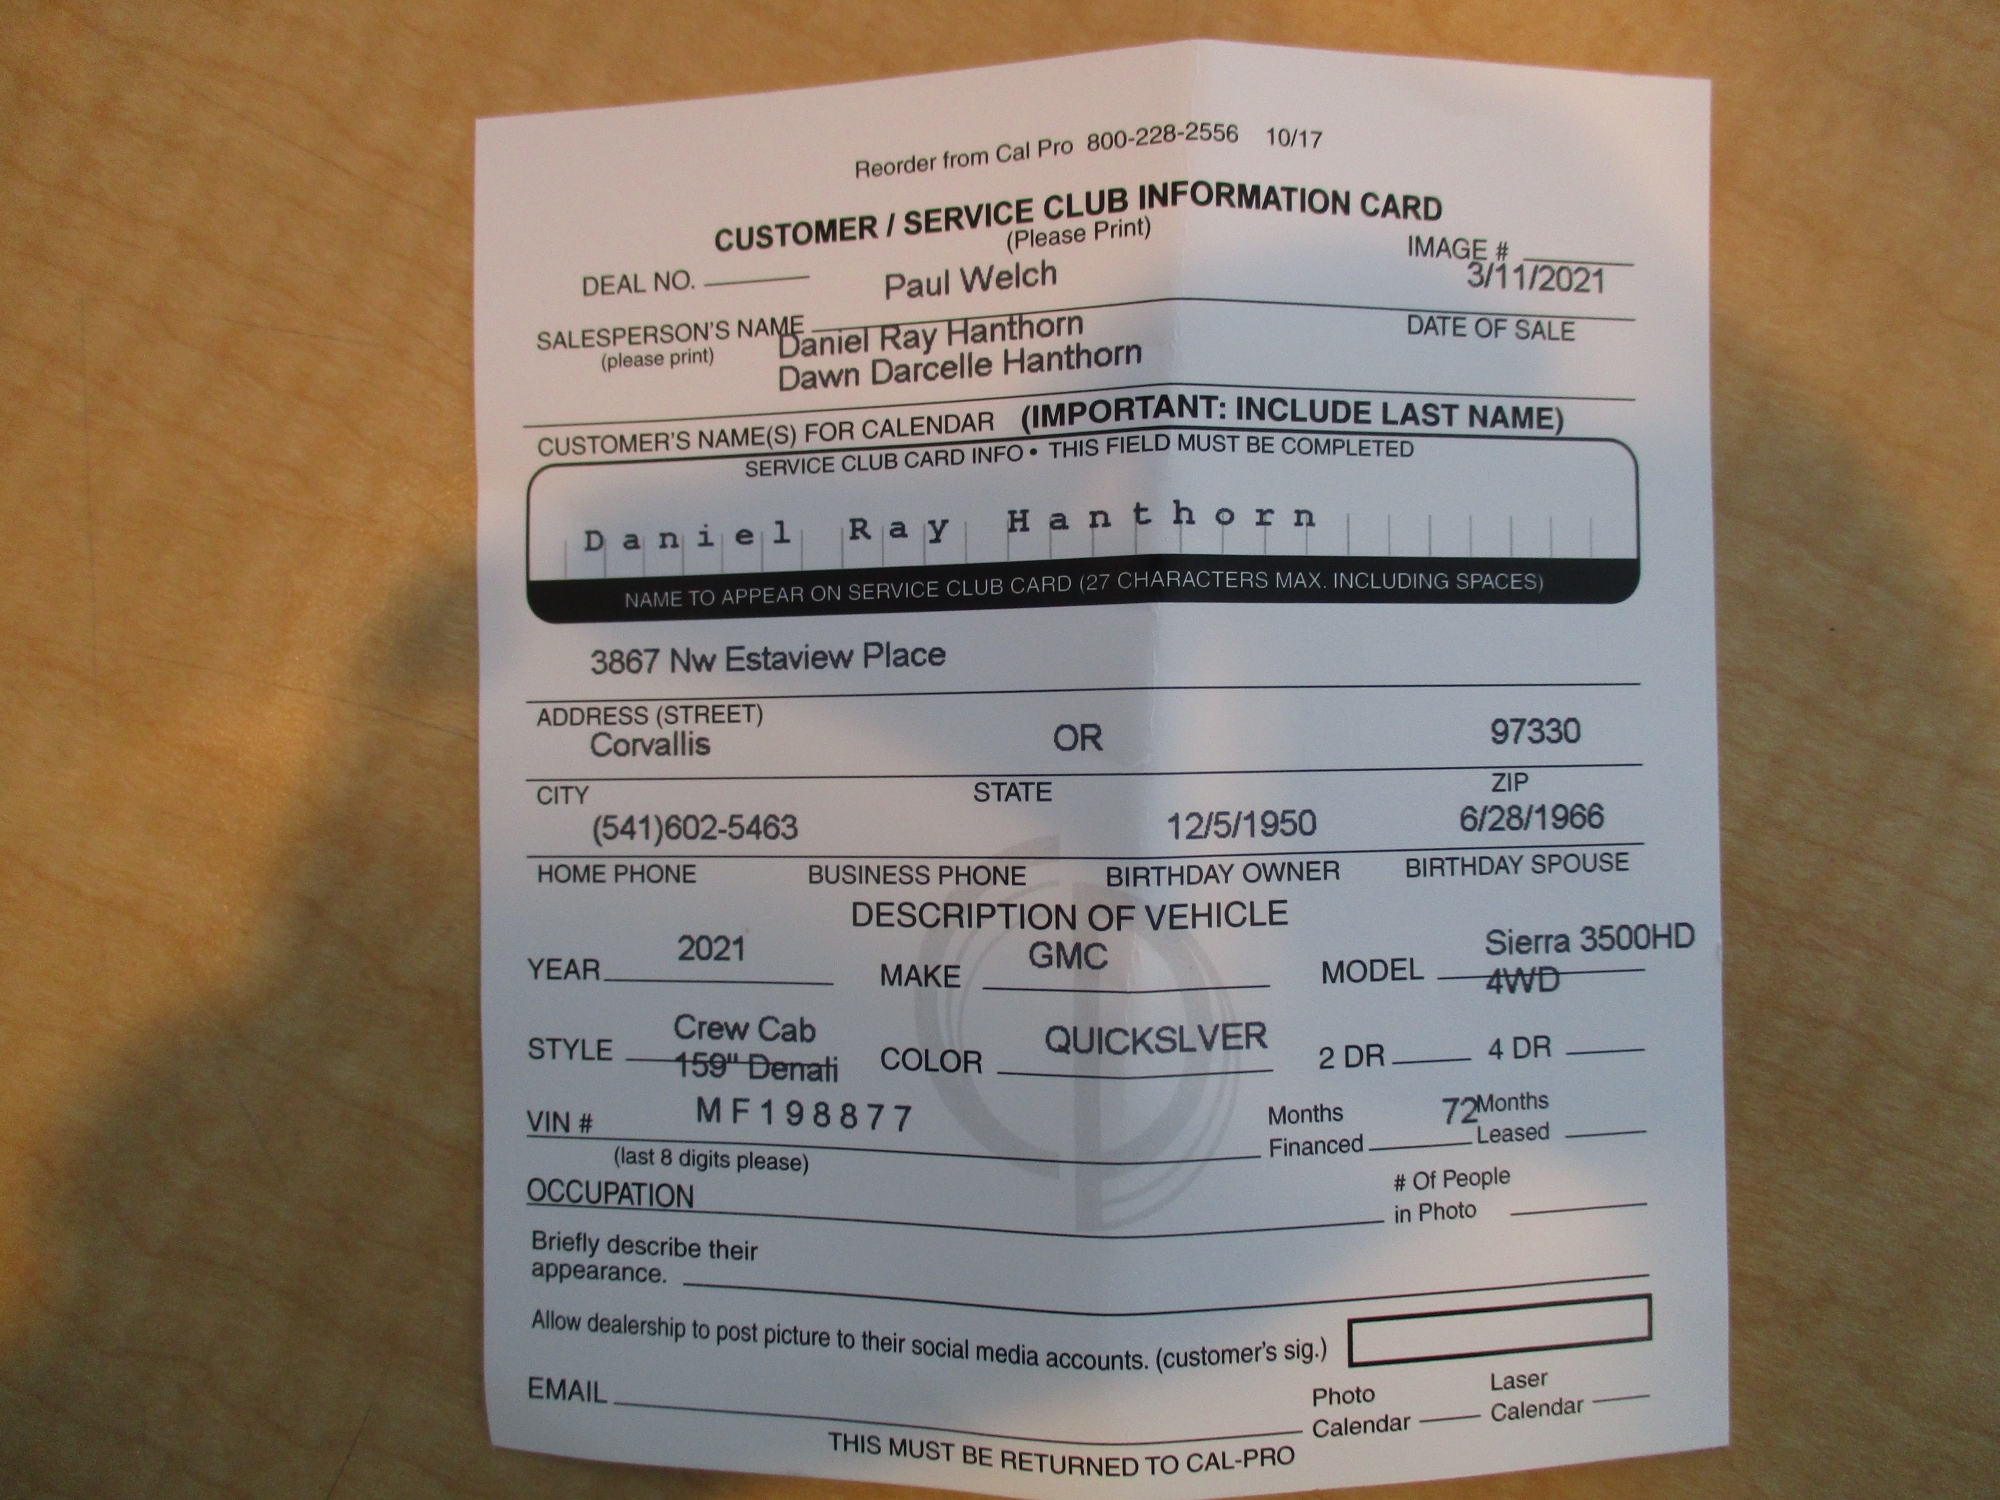 Reorder from Cal Pro 800-228-2556 10/17
CUSTOMER / SERVICE CLUB INFORMATION CARD
(Please Print)
IMAGE #
DEAL NO. Paul Welch 3/11/2021
SALESPERSON'S NAME DATE OF SALE
(please print)
Daniel Ray Hanthorn
Dawn Darcelle Hanthorn
CUSTOMER'S NAME(S) FOR CALENDAR (IMPORTANT: INCLUDE LAST NAME)
SERVICE CLUB CARD INFO • THIS FIELD MUST BE COMPLETED
Daniel Ray Hanthorn
NAME TO APPEAR ON SERVICE CLUB CARD (27 CHARACTERS MAX. INCLUDING SPACES)
3867 Nw Estaview Place
ADDRESS (STREET)
Corvallis OR 97330
CITY STATE ZIP
(541)602-5463 12/5/1950 6/28/1966
HOME PHONE BUSINESS PHONE BIRTHDAY OWNER BIRTHDAY SPOUSE
DESCRIPTION OF VEHICLE
YEAR 2021 MAKE GMC MODEL Sierra 3500HD
4WD
STYLE Crew Cab COLOR QUICKSLVER 2 DR 4 DR
159" Denali
VIN # MF198877 Months 72 Months
(last 8 digits please) Financed Leased
OCCUPATION # Of People
in Photo
Briefly describe their
appearance.
Allow dealership to post picture to their social media accounts. (customer's sig.)
EMAIL Photo Laser
Calendar Calendar
THIS MUST BE RETURNED TO CAL-PRO